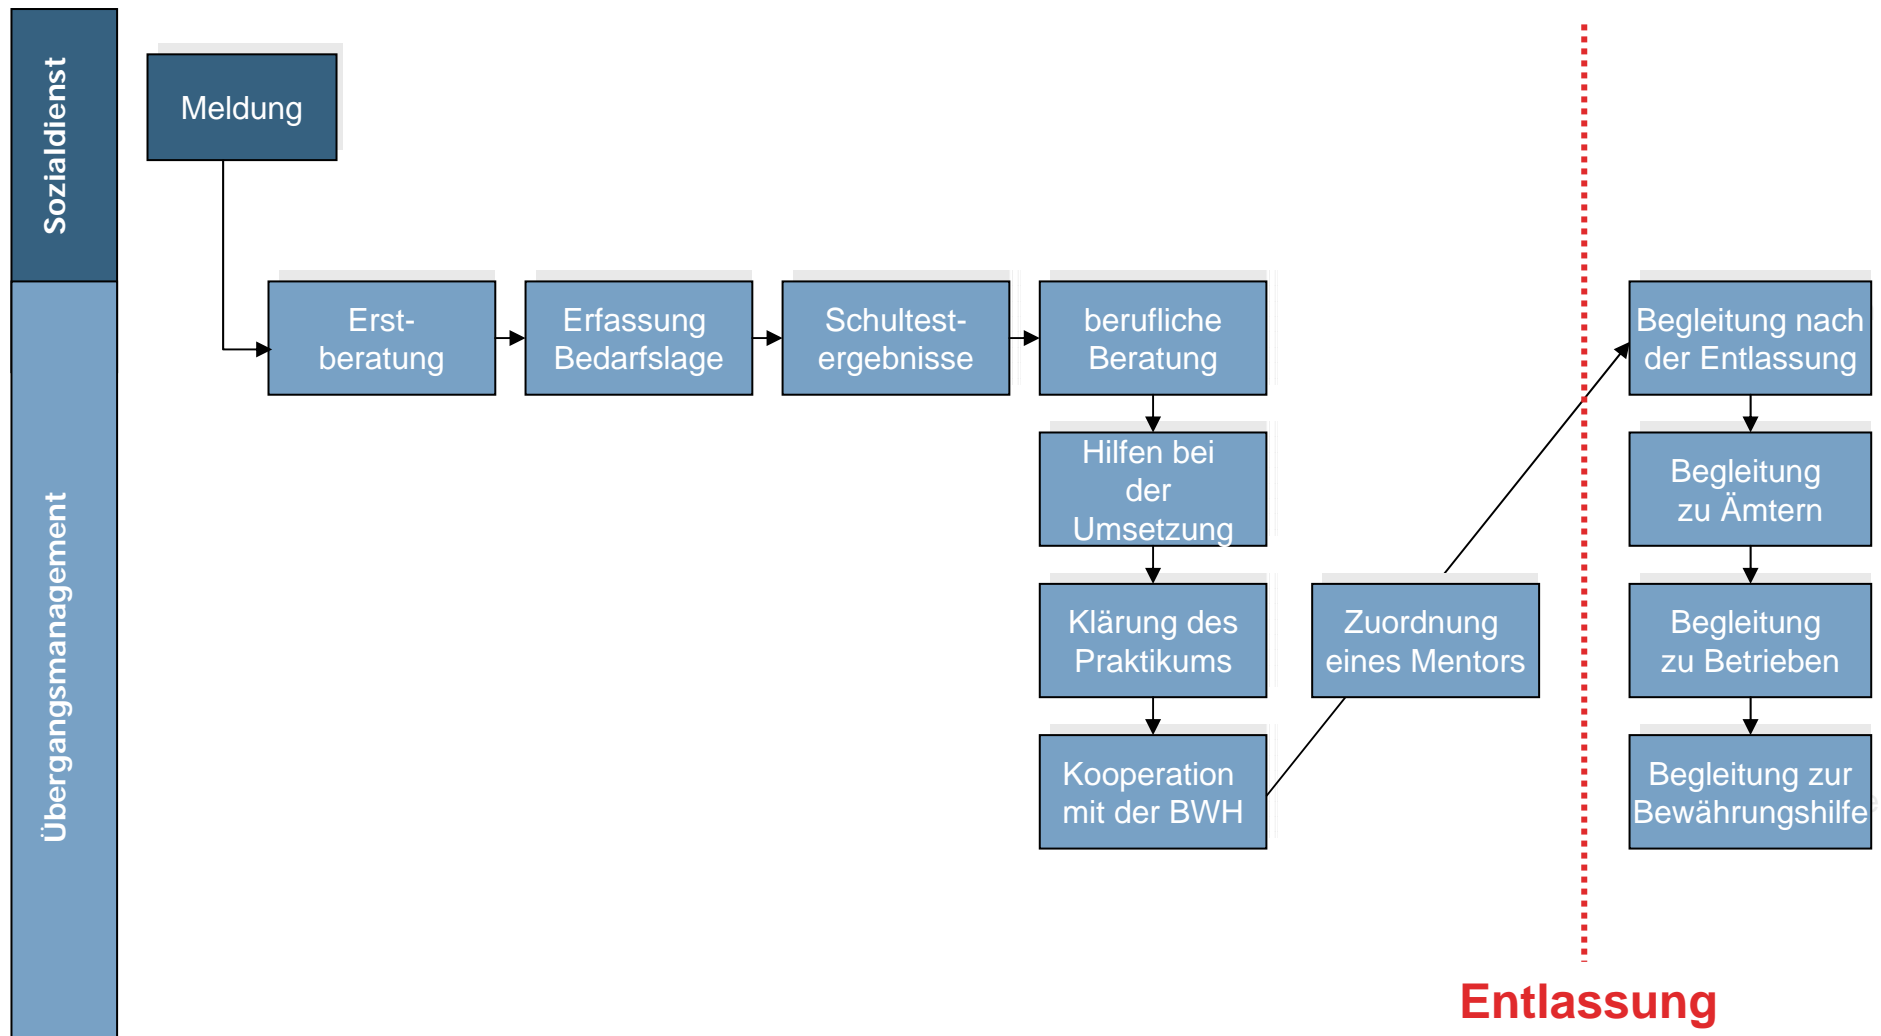 Sozialdienst
Meldung
Übergangsmanagement
Erst-
beratung
Erfassung
Bedarfslage
Schultest-
ergebnisse
berufliche
Beratung
Hilfen bei
der
Umsetzung
Klärung des
Praktikums
Kooperation
mit der BWH
Zuordnung
eines Mentors
Begleitung nach
der Entlassung
Begleitung
zu Ämtern
Begleitung
zu Betrieben
Begleitung zur
Bewährungshilfe
Entlassung